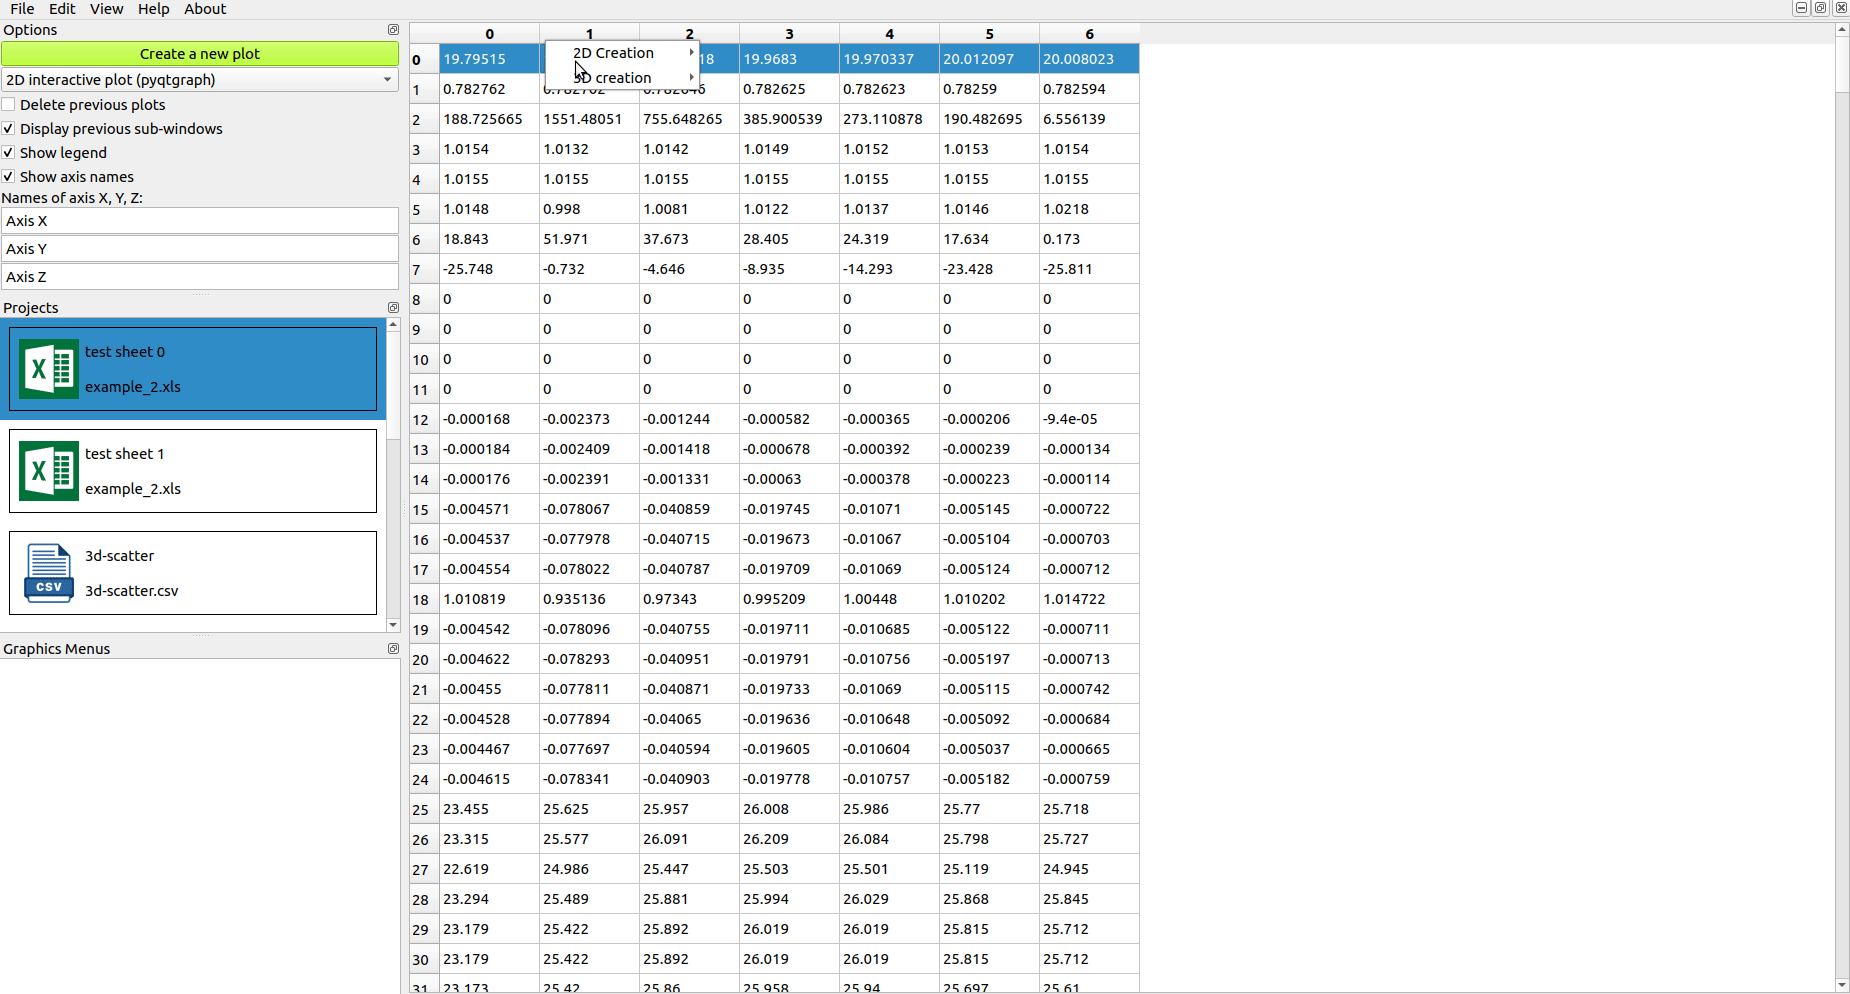 File Edit View Help About
Options
Create a new plot
2D interactive plot (pyqtgraph)
Delete previous plots
Display previous sub-windows
Show legend
Show axis names
Names of axis X, Y, Z:
Axis X
Axis Y
Axis Z
Projects
test sheet 0
example_2.xls
test sheet 1
example_2.xls
CSV
3d-scatter
3d-scatter.csv
Graphics Menus
0 1 2 3 4 5 6
2D Creation
creation
0 19.79515 18 19.9683 19.970337 20.012097 20.008023
1 0.782762 0.782625 0.782623 0.78259 0.782594
2 188.725665 1551.48051 755.648265 385.900539 273.110878 190.482695 6.556139
3 1.0154 1.0132 1.0142 1.0149 1.0152 1.0153 1.0154
4 1.0155 1.0155 1.0155 1.0155 1.0155 1.0155 1.0155
5 1.0148 0.998 1.0081 1.0122 1.0137 1.0146 1.0218
6 18.843 51.971 37.673 28.405 24.319 17.634 0.173
7 -25.748 -0.732 -4.646 -8.935 -14.293 -23.428 -25.811
8 0 0 0 0 0 0 0
9 0 0 0 0 0 0 0
10 0 0 0 0 0 0 0
11 0 0 0 0 0 0 0
12 -0.000168 -0.002373 -0.001244 -0.000582 -0.000365 -0.000206 -9.4e-05
13 -0.000184 -0.002409 -0.001418 -0.000678 -0.000392 -0.000239 -0.000134
14 -0.000176 -0.002391 -0.001331 -0.00063 -0.000378 -0.000223 -0.000114
15 -0.004571 -0.078067 -0.040859 -0.019745 -0.01071 -0.005145 -0.000722
16 -0.004537 -0.077978 -0.040715 -0.019673 -0.01067 -0.005104 -0.000703
17 -0.004554 -0.078022 -0.040787 -0.019709 -0.01069 -0.005124 -0.000712
18 1.010819 0.935136 0.97343 0.995209 1.00448 1.010202 1.014722
19 -0.004542 -0.078096 -0.040755 -0.019711 -0.010685 -0.005122 -0.000711
20 -0.004622 -0.078293 -0.040951 -0.019791 -0.010756 -0.005197 -0.000713
21 -0.00455 -0.077811 -0.040871 -0.019733 -0.01069 -0.005115 -0.000742
22 -0.004528 -0.077894 -0.04065 -0.019636 -0.010648 -0.005092 -0.000684
23 -0.004467 -0.077697 -0.040594 -0.019605 -0.010604 -0.005037 -0.000665
24 -0.004615 -0.078341 -0.040903 -0.019778 -0.010757 -0.005182 -0.000759
25 23.455 25.625 25.957 26.008 25.986 25.77 25.718
26 23.315 25.577 26.091 26.209 26.084 25.798 25.727
27 22.619 24.986 25.447 25.503 25.501 25.119 24.945
28 23.294 25.489 25.881 25.994 26.029 25.868 25.845
29 23.179 25.422 25.892 26.019 26.019 25.815 25.712
30 23.179 25.422 25.892 26.019 26.019 25.815 25.712
31 23.173 25.42 25.86 25.958 25.94 25.697 25.61